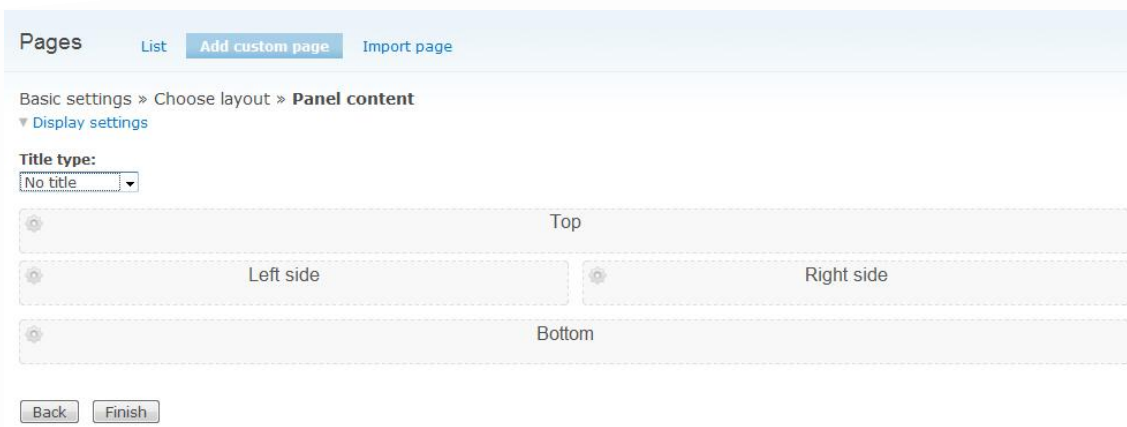 Pages List Add custom page Import page
Basic settings » Choose layout » Panel content
▼ Display settings
Title type:
No title
Top
Left side Right side
Bottom
Back Finish